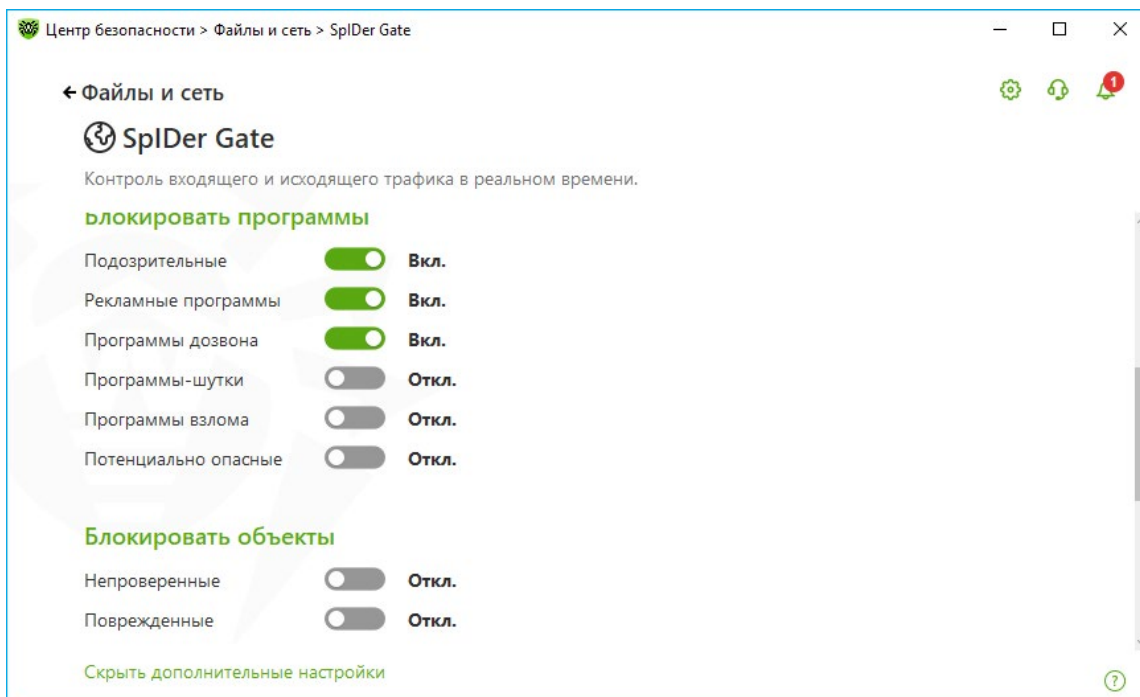 Центр безопасности > Файлы и сеть > SpIDer Gate
Файлы и сеть
1
SpIDer Gate
Контроль входящего и исходящего трафика в реальном времени.
Блокировать программы
Подозрительные Вкл.
Рекламные программы Вкл.
Программы дозвона Вкл.
Программы-шутки Откл.
Программы взлома Откл.
Потенциально опасные Откл.
Блокировать объекты
Непроверенные Откл.
Поврежденные Откл.
Скрыть дополнительные настройки
?